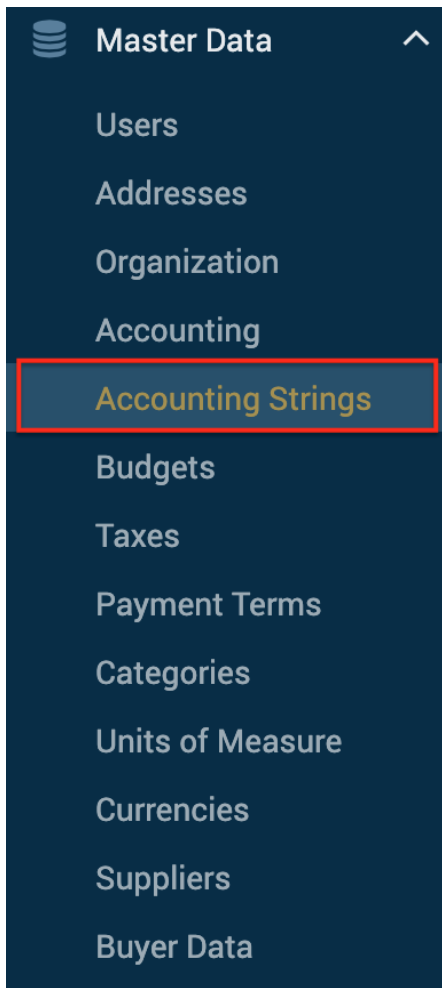 Master Data
Users
Addresses
Organization
Accounting
Accounting Strings
Budgets
Taxes
Payment Terms
Categories
Units of Measure
Currencies
Suppliers
Buyer Data